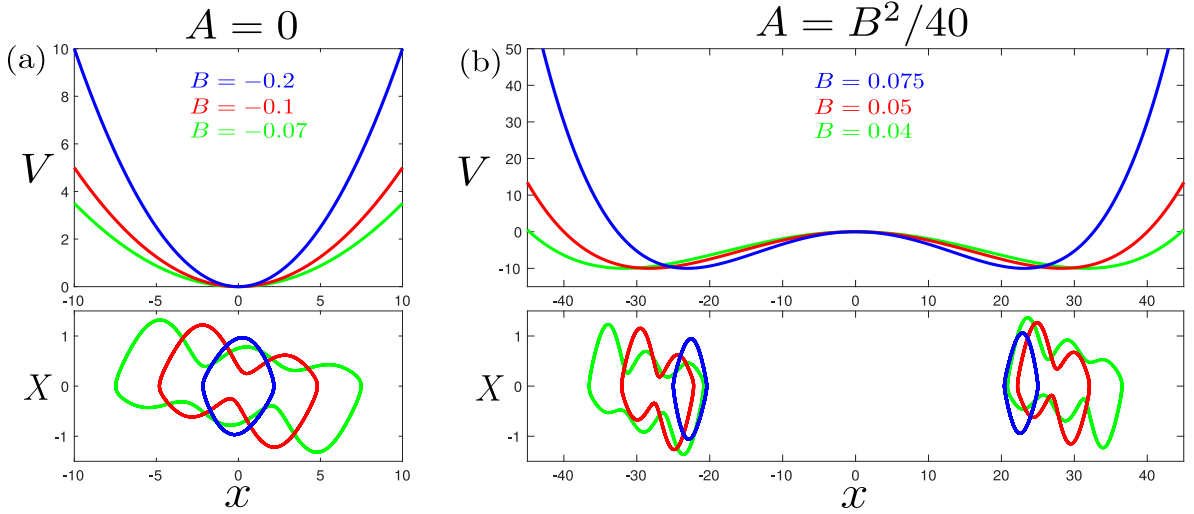 A = 0
(a)
10
8
6
4
2
0
V
B = −0.2
B = −0.1
B = −0.07
-10 -5 0 5 10
1
0
-1
X
-10 -5 0 5 10
x
A = B²/40
(b)
50
40
30
20
10
0
-10
V
B = 0.075
B = 0.05
B = 0.04
-40 -30 -20 -10 0 10 20 30 40
1
0
-1
X
-40 -30 -20 -10 0 10 20 30 40
x